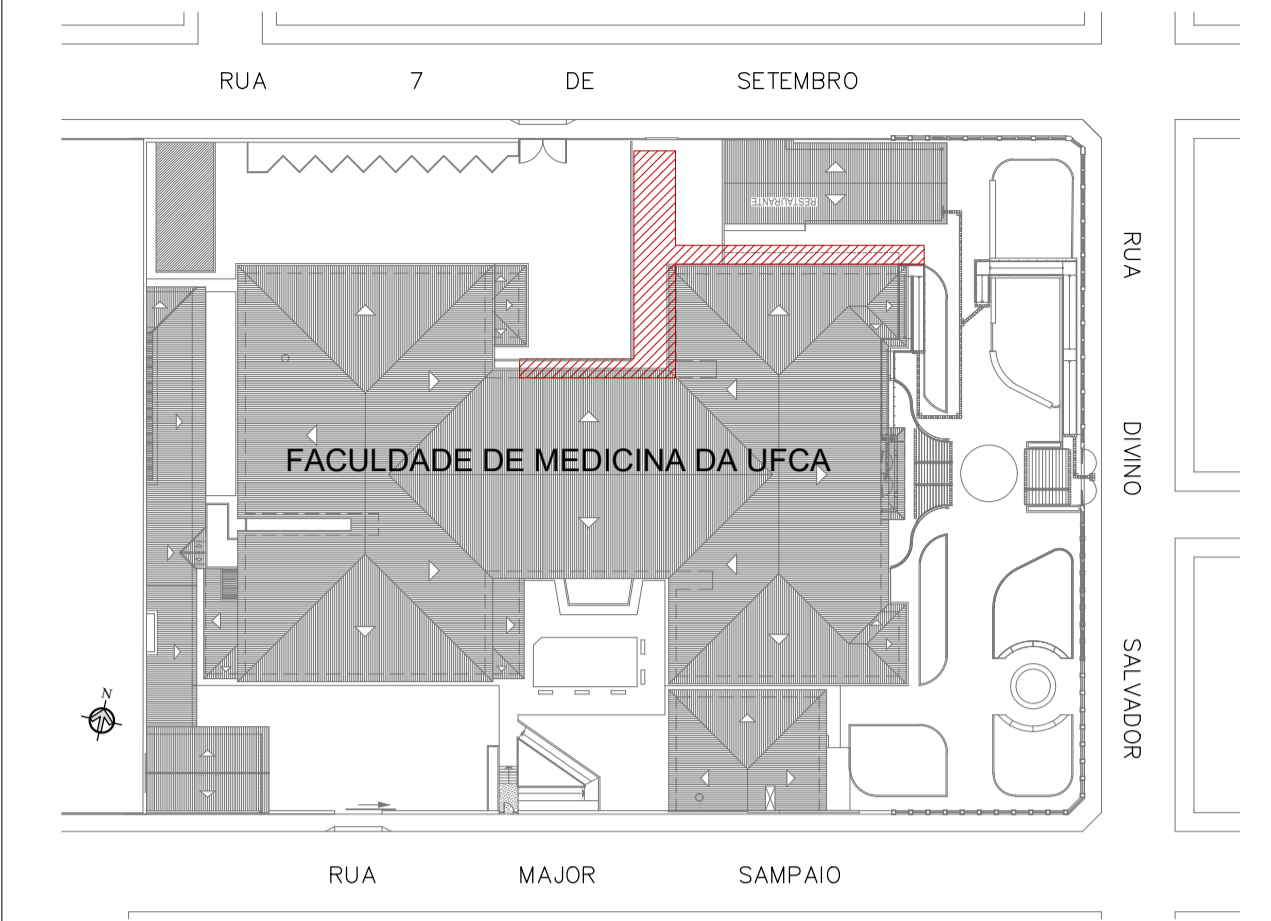 RUA 7 DE SETEMBRO
RESTAURANTE
RUA DIVINO SALVADOR
FACULDADE DE MEDICINA DA UFCA
N
RUA MAJOR SAMPAIO